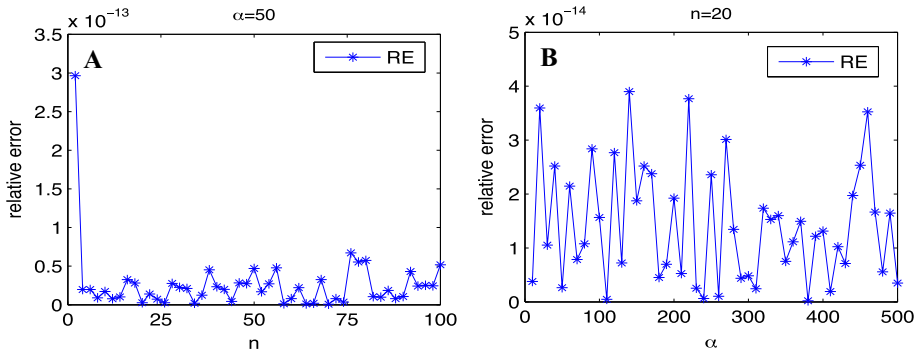 x 10⁻¹³
α=50
3.5
3
2.5
2
1.5
1
0.5
0
relative error
A
RE
0 25 50 75 100
n
x 10⁻¹⁴
n=20
5
4
3
2
1
0
relative error
B
RE
0 100 200 300 400 500
α